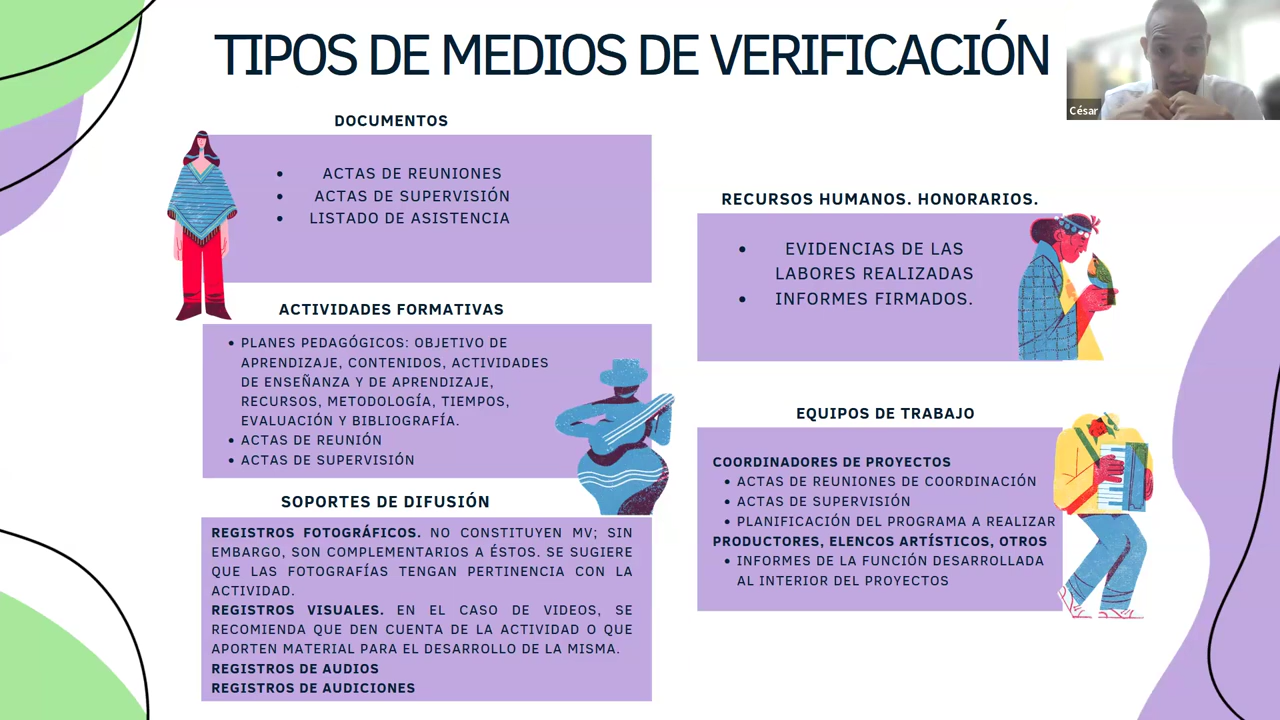 TIPOS DE MEDIOS DE VERIFICACIÓN
César
DOCUMENTOS
• ACTAS DE REUNIONES
• ACTAS DE SUPERVISIÓN
• LISTADO DE ASISTENCIA
ACTIVIDADES FORMATIVAS
• PLANES PEDAGÓGICOS: OBJETIVO DE
APRENDIZAJE, CONTENIDOS, ACTIVIDADES
DE ENSEÑANZA Y DE APRENDIZAJE,
RECURSOS, METODOLOGÍA, TIEMPOS,
EVALUACIÓN Y BIBLIOGRAFÍA.
• ACTAS DE REUNIÓN
• ACTAS DE SUPERVISIÓN
SOPORTES DE DIFUSIÓN
REGISTROS FOTOGRÁFICOS. NO CONSTITUYEN MV; SIN
EMBARGO, SON COMPLEMENTARIOS A ÉSTOS. SE SUGIERE
QUE LAS FOTOGRAFÍAS TENGAN PERTINENCIA CON LA
ACTIVIDAD.
REGISTROS VISUALES. EN EL CASO DE VIDEOS, SE
RECOMIENDA QUE DEN CUENTA DE LA ACTIVIDAD O QUE
APORTEN MATERIAL PARA EL DESARROLLO DE LA MISMA.
REGISTROS DE AUDIOS
REGISTROS DE AUDICIONES
RECURSOS HUMANOS. HONORARIOS.
• EVIDENCIAS DE LAS
LABORES REALIZADAS
• INFORMES FIRMADOS.
EQUIPOS DE TRABAJO
COORDINADORES DE PROYECTOS
• ACTAS DE REUNIONES DE COORDINACIÓN
• ACTAS DE SUPERVISIÓN
• PLANIFICACIÓN DEL PROGRAMA A REALIZAR
PRODUCTORES, ELENCOS ARTÍSTICOS, OTROS
• INFORMES DE LA FUNCIÓN DESARROLLADA
AL INTERIOR DEL PROYECTOS